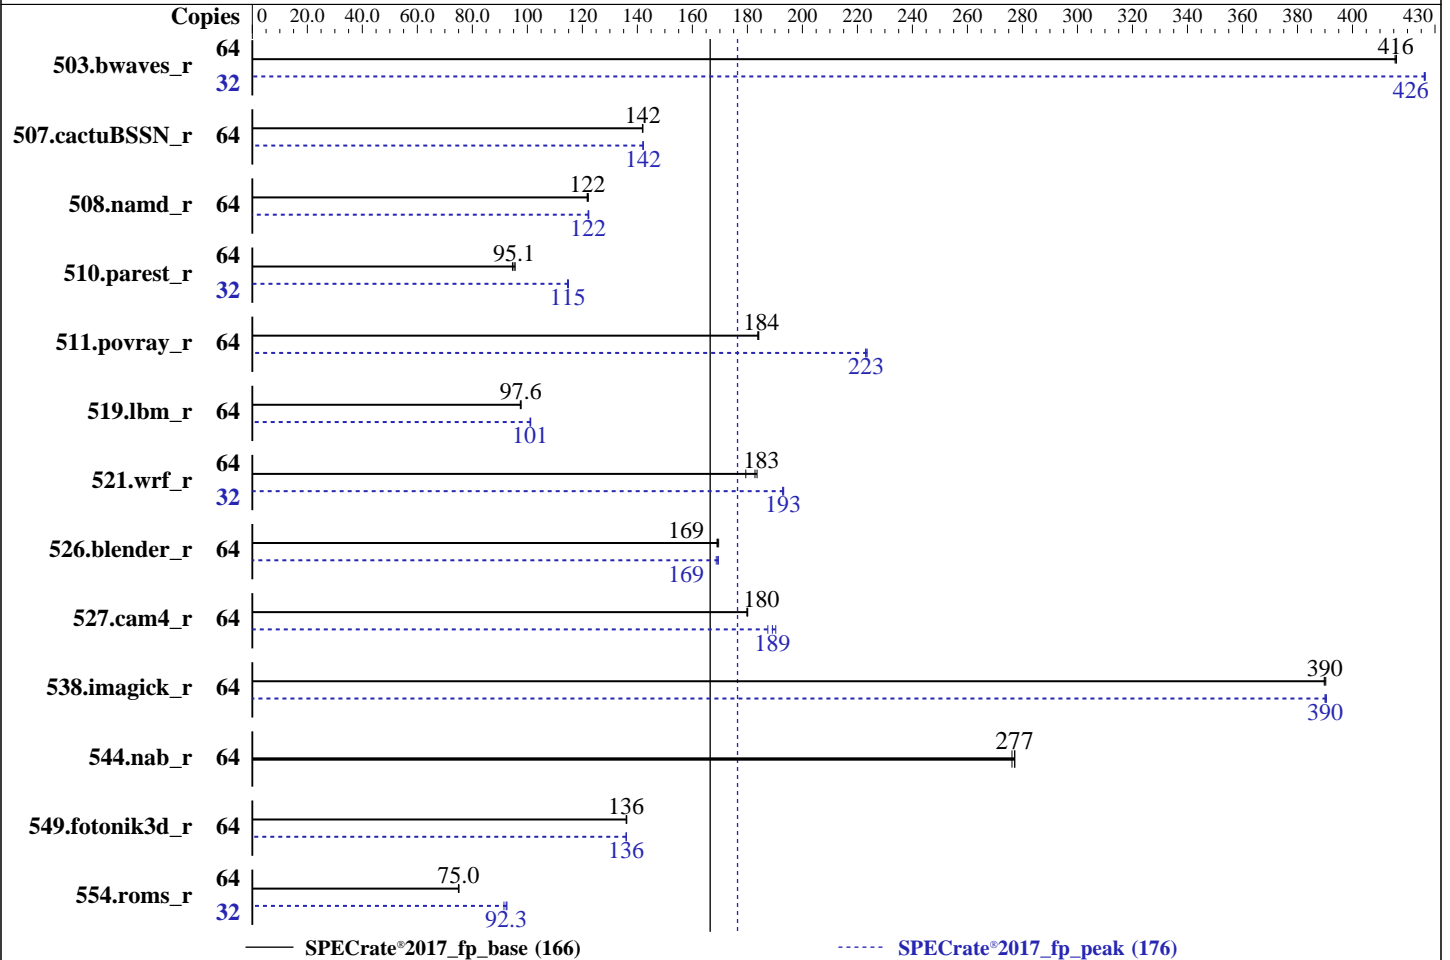 Copies 0 20.0 40.0 60.0 80.0 100 120 140 160 180 200 220 240 260 280 300 320 340 360 380 400 430
503.bwaves_r 64 416
32 426
507.cactuBSSN_r 64 142
142
508.namd_r 64 122
122
510.parest_r 64 95.1
32 115
511.povray_r 64 184
223
519.lbm_r 64 97.6
101
521.wrf_r 64 183
32 193
526.blender_r 64 169
169
527.cam4_r 64 180
189
538.imagick_r 64 390
390
544.nab_r 64 277
549.fotonik3d_r 64 136
136
554.roms_r 64 75.0
32 92.3
SPECrate®2017_fp_base (166) SPECrate®2017_fp_peak (176)